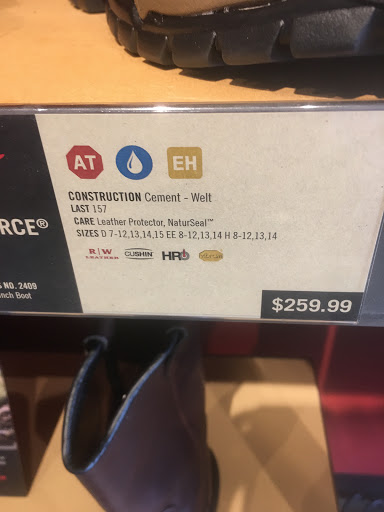 AT EH
CONSTRUCTION Cement - Welt
LAST 157
CARE Leather Protector, NaturSeal™
SIZES D 7-12,13,14,15 EE 8-12,13,14 H 8-12,13,14
RCE®
R|W LEATHER CUSHIN' HRO
NO. 2409
nch Boot
$259.99